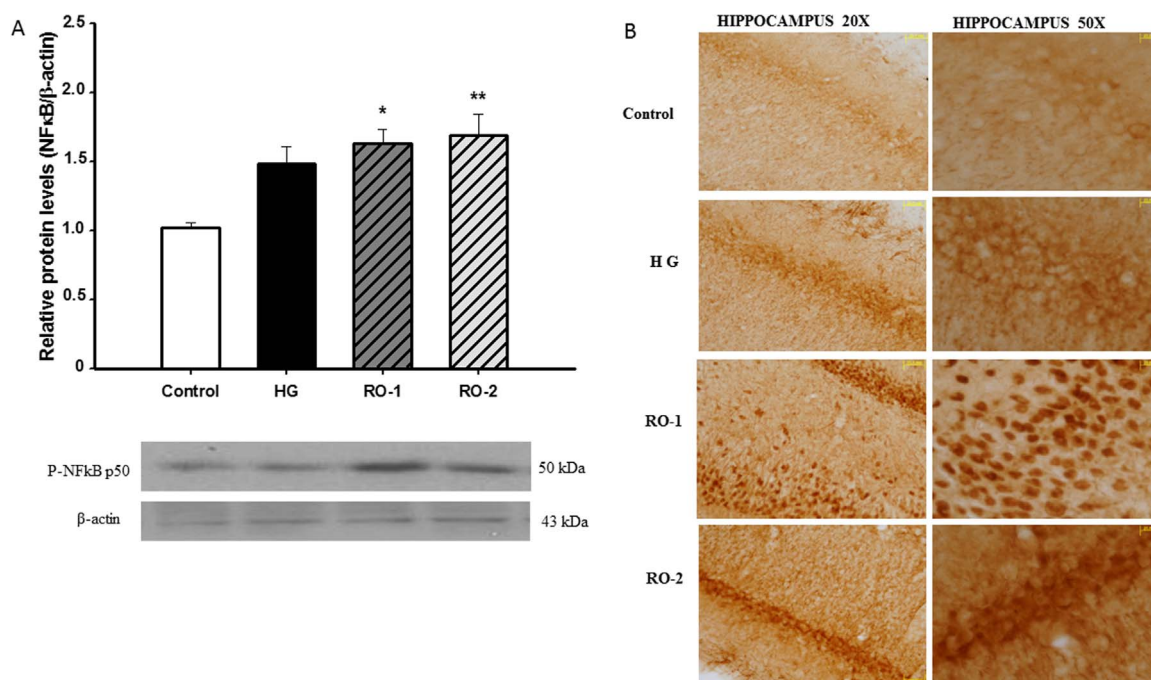 A
Relative protein levels (NFκB/β-actin)
2.5
2.0
1.5
1.0
0.5
0
*
**
Control HG RO-1 RO-2
P-NFkB p50 50 kDa
β-actin 43 kDa
B
HIPPOCAMPUS 20X HIPPOCAMPUS 50X
Control
H G
RO-1
RO-2